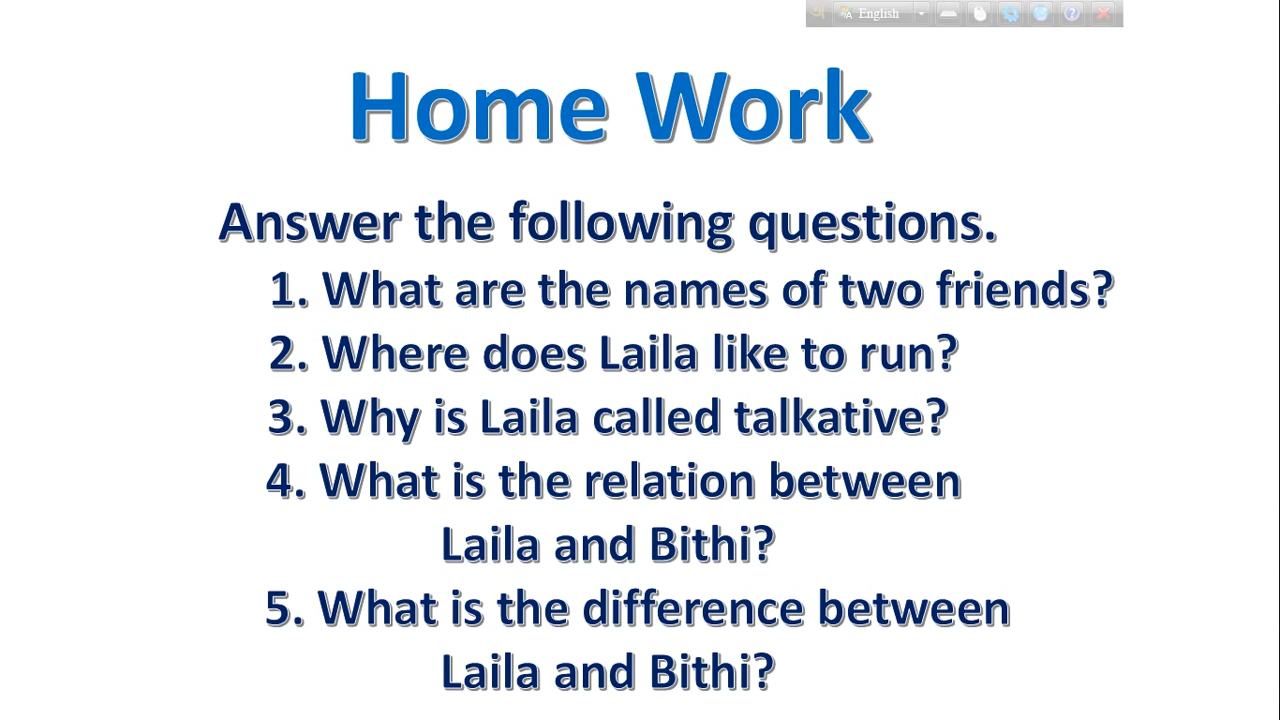 English
Home Work
Answer the following questions.
1. What are the names of two friends?
2. Where does Laila like to run?
3. Why is Laila called talkative?
4. What is the relation between
Laila and Bithi?
5. What is the difference between
Laila and Bithi?